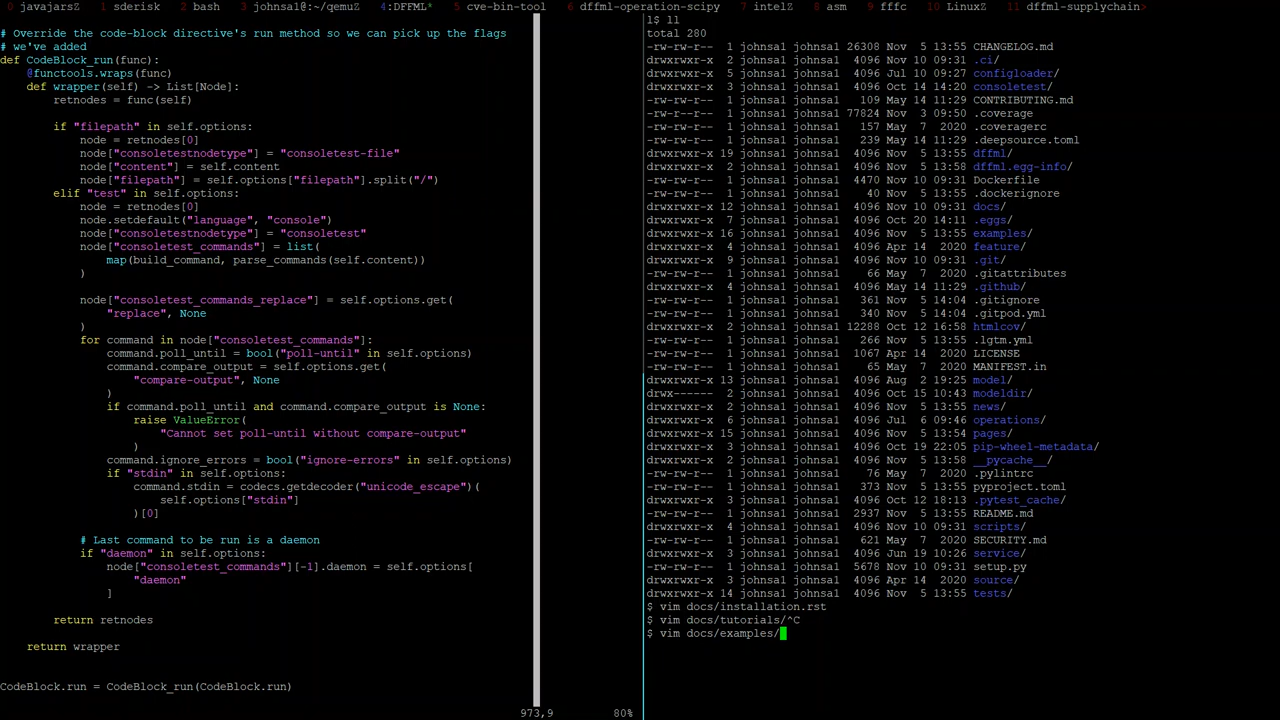 0 javajarsZ  1 sderisk  2 bash  3 johnsal@:~/qemuZ  4:DFFML*  5 cve-bin-tool  6 dffml-operation-scipy  7 intelZ  8 asm  9 fffc  10 LinuxZ  11 dffml-supplychain>
# Override the code-block directive's run method so we can pick up the flags
# we've added
def CodeBlock_run(func):
    @functools.wraps(func)
    def wrapper(self) -> List[Node]:
        retnodes = func(self)

        if "filepath" in self.options:
            node = retnodes[0]
            node["consoletestnodetype"] = "consoletest-file"
            node["content"] = self.content
            node["filepath"] = self.options["filepath"].split("/")
        elif "test" in self.options:
            node = retnodes[0]
            node.setdefault("language", "console")
            node["consoletestnodetype"] = "consoletest"
            node["consoletest_commands"] = list(
                map(build_command, parse_commands(self.content))
            )

            node["consoletest_commands_replace"] = self.options.get(
                "replace", None
            )
            for command in node["consoletest_commands"]:
                command.poll_until = bool("poll-until" in self.options)
                command.compare_output = self.options.get(
                    "compare-output", None
                )
                if command.poll_until and command.compare_output is None:
                    raise ValueError(
                        "Cannot set poll-until without compare-output"
                    )
                command.ignore_errors = bool("ignore-errors" in self.options)
                if "stdin" in self.options:
                    command.stdin = codecs.getdecoder("unicode_escape")(
                        self.options["stdin"]
                    )[0]

            # Last command to be run is a daemon
            if "daemon" in self.options:
                node["consoletest_commands"][-1].daemon = self.options[
                    "daemon"
                ]

        return retnodes

    return wrapper

CodeBlock.run = CodeBlock_run(CodeBlock.run)
973,9 80%
l$ ll
total 280
-rw-rw-r-- 1 johnsal johnsal 26308 Nov 5 13:55 CHANGELOG.md
drwxrwxr-x 2 johnsal johnsal 4096 Nov 10 09:31 .ci/
drwxrwxr-x 5 johnsal johnsal 4096 Jul 10 09:27 configloader/
drwxrwxr-x 3 johnsal johnsal 4096 Oct 14 14:20 consoletest/
-rw-rw-r-- 1 johnsal johnsal 109 May 14 11:29 CONTRIBUTING.md
-rw-rw-r-- 1 johnsal johnsal 77824 Nov 3 09:50 .coverage
-rw-rw-r-- 1 johnsal johnsal 157 May 7 2020 .coveragerc
-rw-rw-r-- 1 johnsal johnsal 239 May 14 11:29 .deepsource.toml
drwxrwxr-x 19 johnsal johnsal 4096 Nov 5 13:55 dffml/
drwxrwxr-x 2 johnsal johnsal 4096 Nov 5 13:55 dffml.egg-info/
-rw-rw-r-- 1 johnsal johnsal 4470 Nov 10 09:31 Dockerfile
-rw-rw-r-- 1 johnsal johnsal 40 Nov 5 13:55 .dockerignore
drwxrwxr-x 12 johnsal johnsal 4096 Nov 10 09:31 docs/
drwxrwxr-x 7 johnsal johnsal 4096 Oct 20 14:11 .eggs/
drwxrwxr-x 16 johnsal johnsal 4096 Nov 5 13:55 examples/
drwxrwxr-x 4 johnsal johnsal 4096 Apr 14 2020 feature/
drwxrwxr-x 9 johnsal johnsal 4096 Nov 10 09:31 .git/
-rw-rw-r-- 1 johnsal johnsal 66 May 7 2020 .gitattributes
drwxrwxr-x 4 johnsal johnsal 4096 May 14 11:29 .github/
-rw-rw-r-- 1 johnsal johnsal 361 Nov 5 14:04 .gitignore
-rw-rw-r-- 1 johnsal johnsal 340 Nov 5 14:04 .gitpod.yml
drwxrwxr-x 2 johnsal johnsal 12288 Oct 12 16:58 htmlcov/
-rw-rw-r-- 1 johnsal johnsal 266 Nov 5 13:55 .lgtm.yml
-rw-rw-r-- 1 johnsal johnsal 1067 Apr 14 2020 LICENSE
-rw-rw-r-- 1 johnsal johnsal 65 May 7 2020 MANIFEST.in
drwxrwxr-x 13 johnsal johnsal 4096 Aug 2 19:25 model/
drwx------ 2 johnsal johnsal 4096 Oct 15 10:43 modeldir/
drwxrwxr-x 2 johnsal johnsal 4096 Nov 5 13:55 news/
drwxrwxr-x 6 johnsal johnsal 4096 Jul 6 09:46 operations/
drwxrwxr-x 15 johnsal johnsal 4096 Nov 5 13:54 pages/
drwxrwxr-x 3 johnsal johnsal 4096 Oct 19 22:05 pip-wheel-metadata/
drwxrwxr-x 2 johnsal johnsal 4096 Nov 5 13:58 __pycache__/
-rw-rw-r-- 1 johnsal johnsal 76 May 7 2020 .pylintrc
-rw-rw-r-- 1 johnsal johnsal 373 Nov 5 13:55 pyproject.toml
drwxrwxr-x 3 johnsal johnsal 4096 Oct 12 18:13 .pytest_cache/
-rw-rw-r-- 1 johnsal johnsal 2937 Nov 5 13:55 README.md
drwxrwxr-x 4 johnsal johnsal 4096 Nov 10 09:31 scripts/
-rw-rw-r-- 1 johnsal johnsal 621 May 7 2020 SECURITY.md
drwxrwxr-x 3 johnsal johnsal 4096 Jun 19 10:26 service/
-rw-rw-r-- 1 johnsal johnsal 5678 Nov 10 09:31 setup.py
drwxrwxr-x 3 johnsal johnsal 4096 Apr 14 2020 source/
drwxrwxr-x 14 johnsal johnsal 4096 Nov 5 13:55 tests/
$ vim docs/installation.rst
$ vim docs/tutorials/^C
$ vim docs/examples/